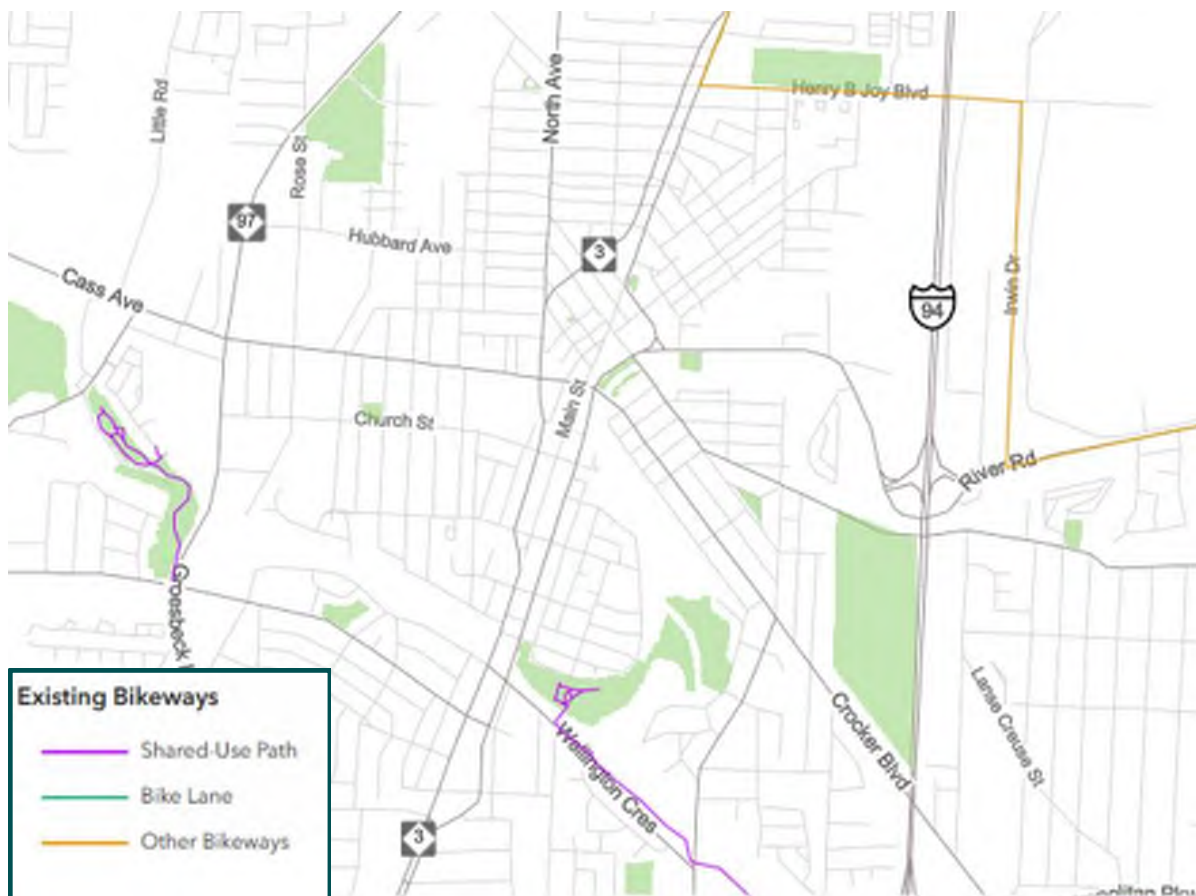 North Ave
Little Rd
Henry B Joy Blvd
Rose St
97
Hubbard Ave
3
Cass Ave
Irwin Dr
94
Main St
Church St
River Rd
Groesbeck
Lanse Creuse St
Crocker Blvd
Wellington Cres
3
Existing Bikeways
Shared-Use Path
Bike Lane
Other Bikeways